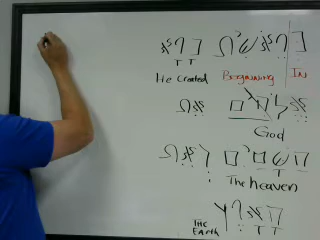 בראשית ברא
He Created Beginning IN
אלהים את
God
השמים ואת
The heaven
הארץ
THE EARTH